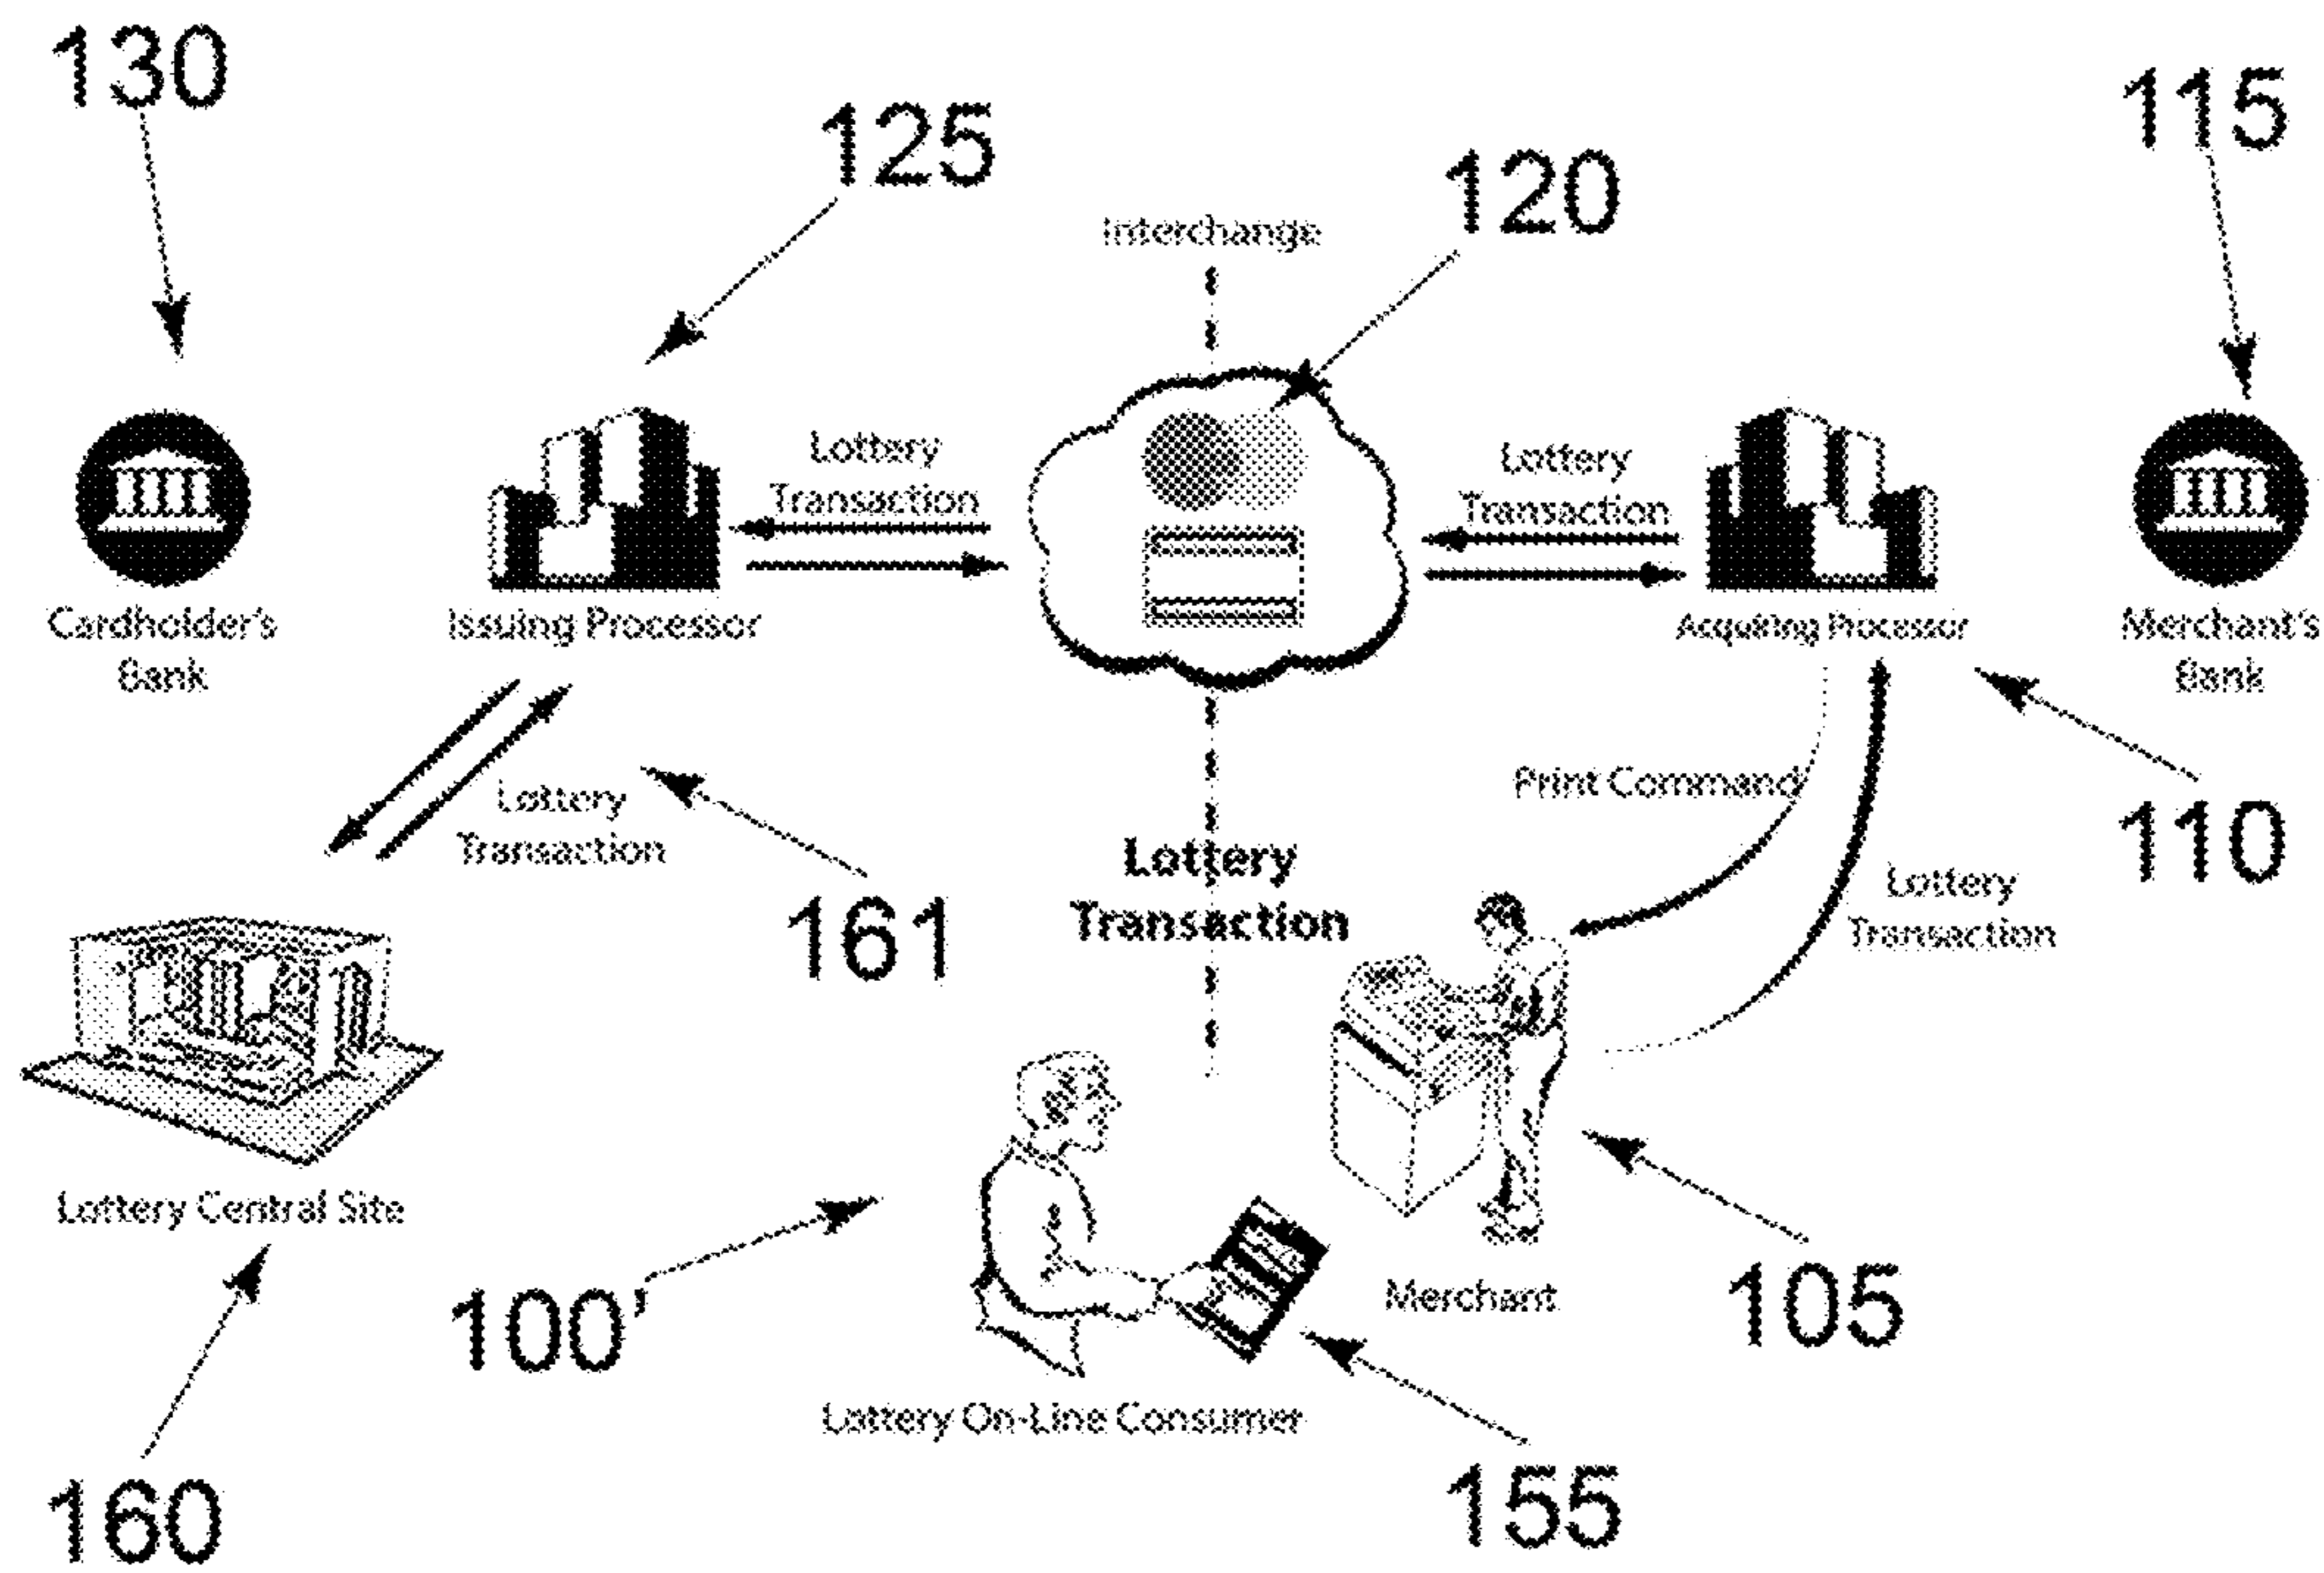 130
125
115
120
Interchange
Lottery
Transaction
Lottery
Transaction
Cardholder's
Bank
Issuing Processor
Acquiring Processor
Merchant's
Bank
Print Command
110
Lottery
Transaction
161
Lottery
Transaction
Lottery
Transaction
Lottery Central Site
100'
Merchant
105
Lottery On-Line Consumer
160
155